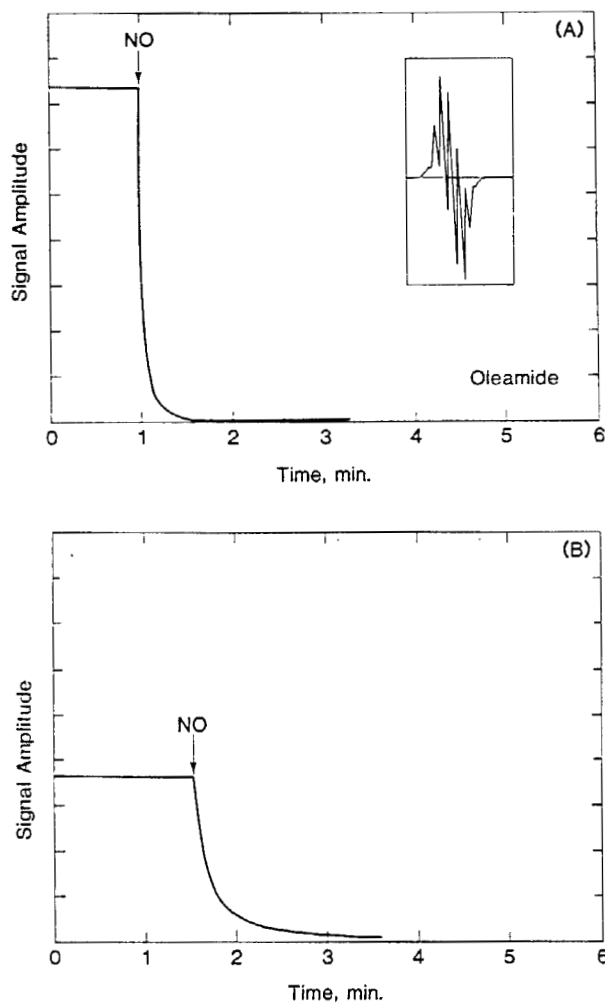 (A)
NO
Signal Amplitude
Oleamide
0 1 2 3 4 5 6
Time, min.
(B)
NO
Signal Amplitude
0 1 2 3 4 5 6
Time, min.